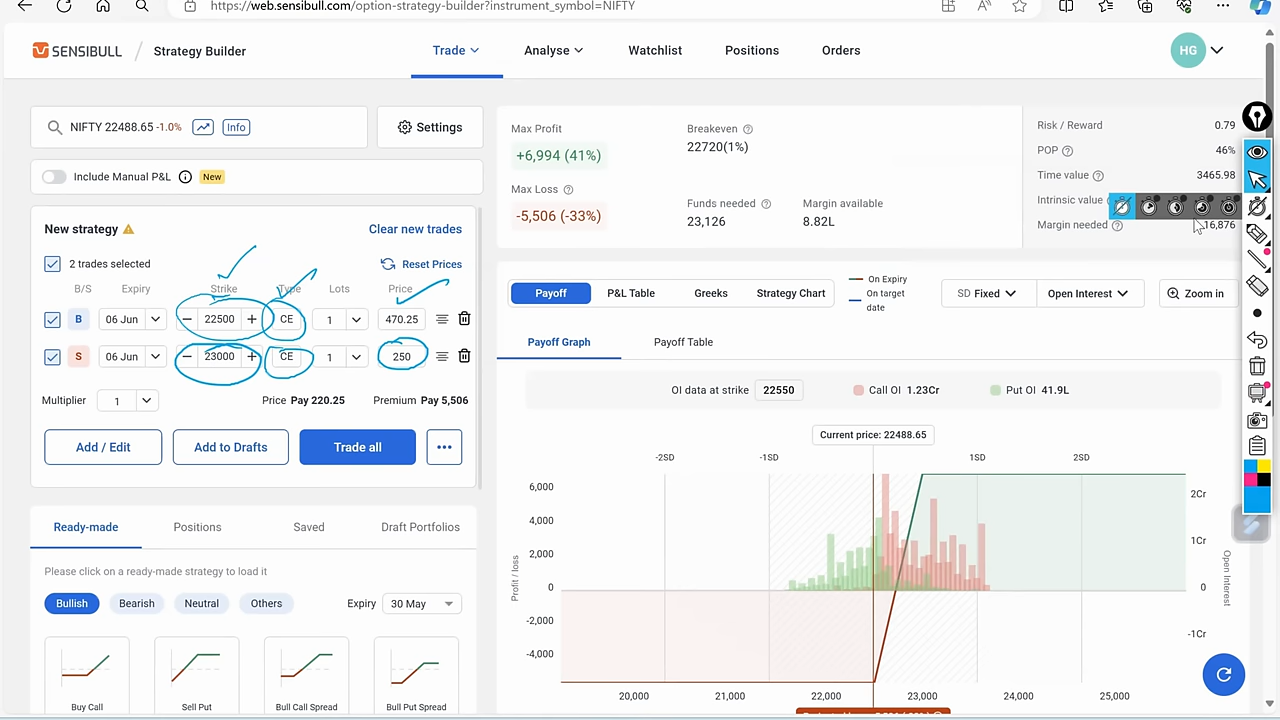 https://web.sensibull.com/option-strategy-builder?instrument_symbol=NIFTY
SENSIBULL / Strategy Builder
Trade
Analyse
Watchlist
Positions
Orders
HG
NIFTY 22488.65 -1.0% Info
Settings
Include Manual P&L New
New strategy
Clear new trades
2 trades selected
Reset Prices
B/S Expiry Strike Type Lots Price
B 06 Jun 22500 CE 1 470.25
S 06 Jun 23000 CE 1 250
Multiplier 1 Price Pay 220.25 Premium Pay 5,506
Add / Edit
Add to Drafts
Trade all
Ready-made
Positions
Saved
Draft Portfolios
Please click on a ready-made strategy to load it
Bullish
Bearish
Neutral
Others
Expiry 30 May
Buy Call
Sell Put
Bull Call Spread
Bull Put Spread
Max Profit
+6,994 (41%)
Max Loss
-5,506 (-33%)
Breakeven
22720(1%)
Funds needed
23,126
Margin available
8.82L
Risk / Reward 0.79
POP 46%
Time value 3465.98
Intrinsic value
Margin needed 16,876
Payoff
P&L Table
Greeks
Strategy Chart
On Expiry
On target
date
SD Fixed
Open Interest
Zoom in
Payoff Graph
Payoff Table
OI data at strike 22550 Call OI 1.23Cr Put OI 41.9L
Current price: 22488.65
-2SD -1SD 1SD 2SD
6,000
4,000
2,000
0
-2,000
-4,000
Profit / loss
2Cr
1Cr
0
-1Cr
Open Interest
20,000 21,000 22,000 23,000 24,000 25,000